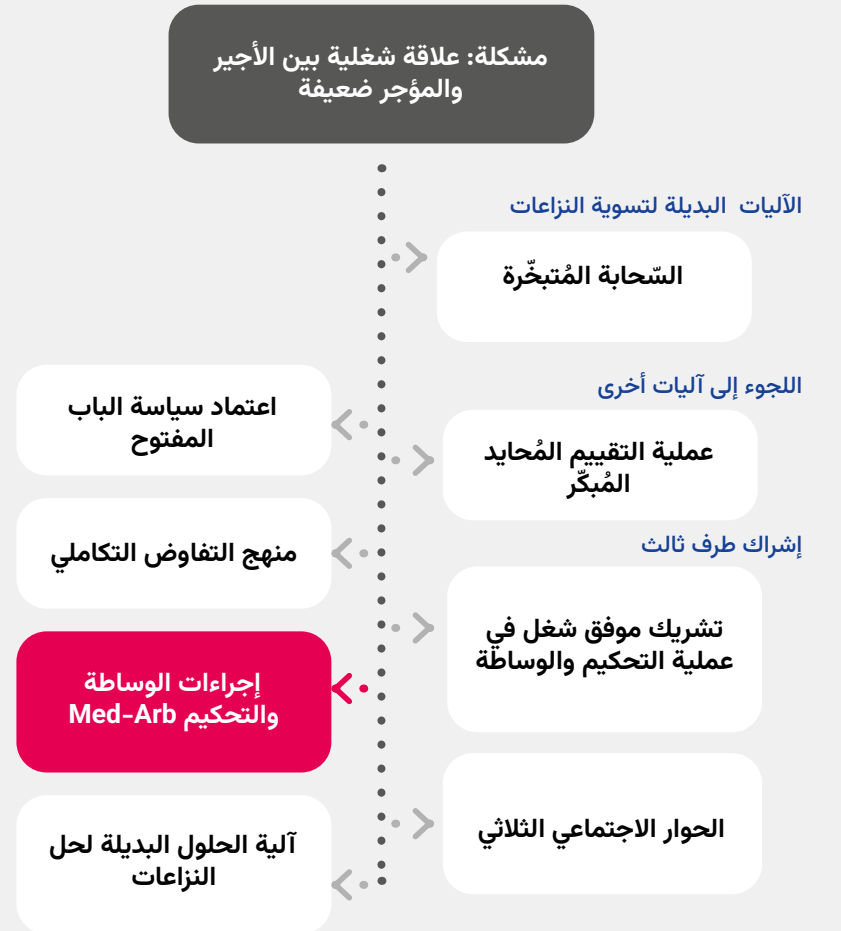 مشكلة: علاقة شغلية بين الأجير
والمؤجر ضعيفة
الآليات البديلة لتسوية النزاعات
السّحابة المُتبخّرة
اللجوء إلى آليات أخرى
اعتماد سياسة الباب
المفتوح
عملية التقييم المُحايد
المُبكّر
إشراك طرف ثالث
منهج التفاوض التكاملي
تشريك موفق شغل في
عملية التحكيم والوساطة
إجراءات الوساطة
والتحكيم Med-Arb
الحوار الاجتماعي الثلاثي
آلية الحلول البديلة لحل
النزاعات